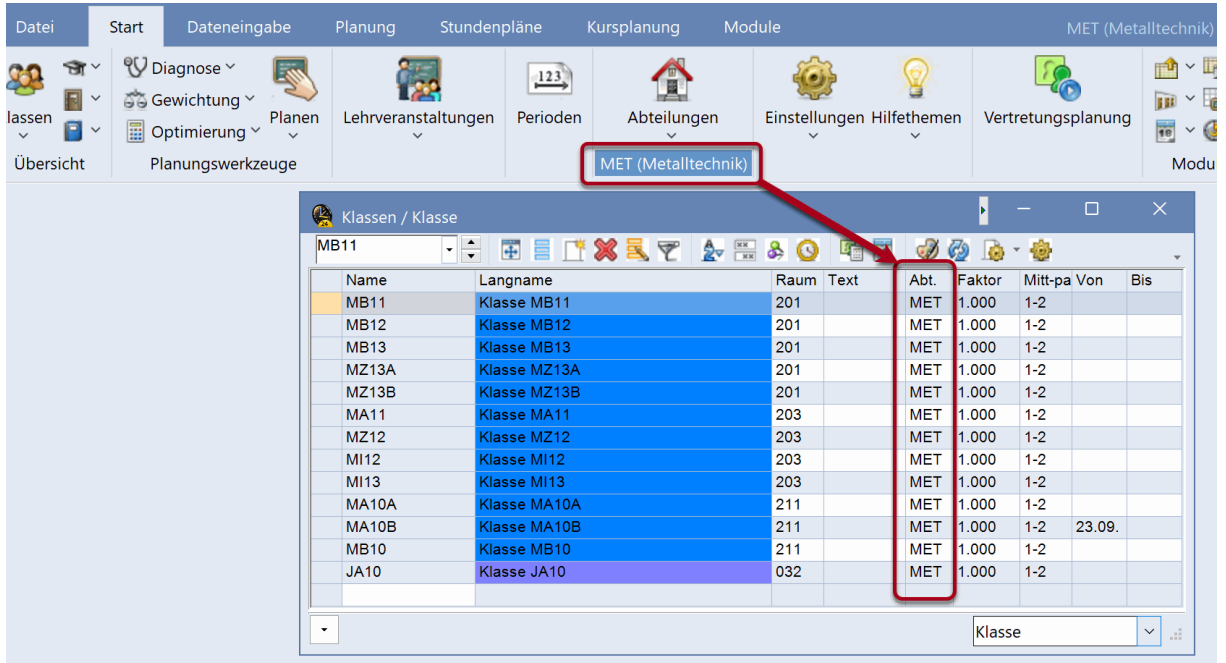 Datei Start Dateneingabe Planung Stundenpläne Kursplanung Module MET (Metalltechnik)
Diagnose
Gewichtung
lassen Planen Lehrveranstaltungen 123 Perioden Abteilungen Einstellungen Hilfethemen Vertretungsplanung
Optimierung
Übersicht Planungswerkzeuge MET (Metalltechnik) Modu
Klassen / Klasse
MB11
Name Langname Raum Text Abt. Faktor Mitt-pa Von Bis
MB11 Klasse MB11 201 MET 1.000 1-2
MB12 Klasse MB12 201 MET 1.000 1-2
MB13 Klasse MB13 201 MET 1.000 1-2
MZ13A Klasse MZ13A 201 MET 1.000 1-2
MZ13B Klasse MZ13B 201 MET 1.000 1-2
MA11 Klasse MA11 203 MET 1.000 1-2
MZ12 Klasse MZ12 203 MET 1.000 1-2
MI12 Klasse MI12 203 MET 1.000 1-2
MI13 Klasse MI13 203 MET 1.000 1-2
MA10A Klasse MA10A 211 MET 1.000 1-2
MA10B Klasse MA10B 211 MET 1.000 1-2 23.09.
MB10 Klasse MB10 211 MET 1.000 1-2
JA10 Klasse JA10 032 MET 1.000 1-2
Klasse